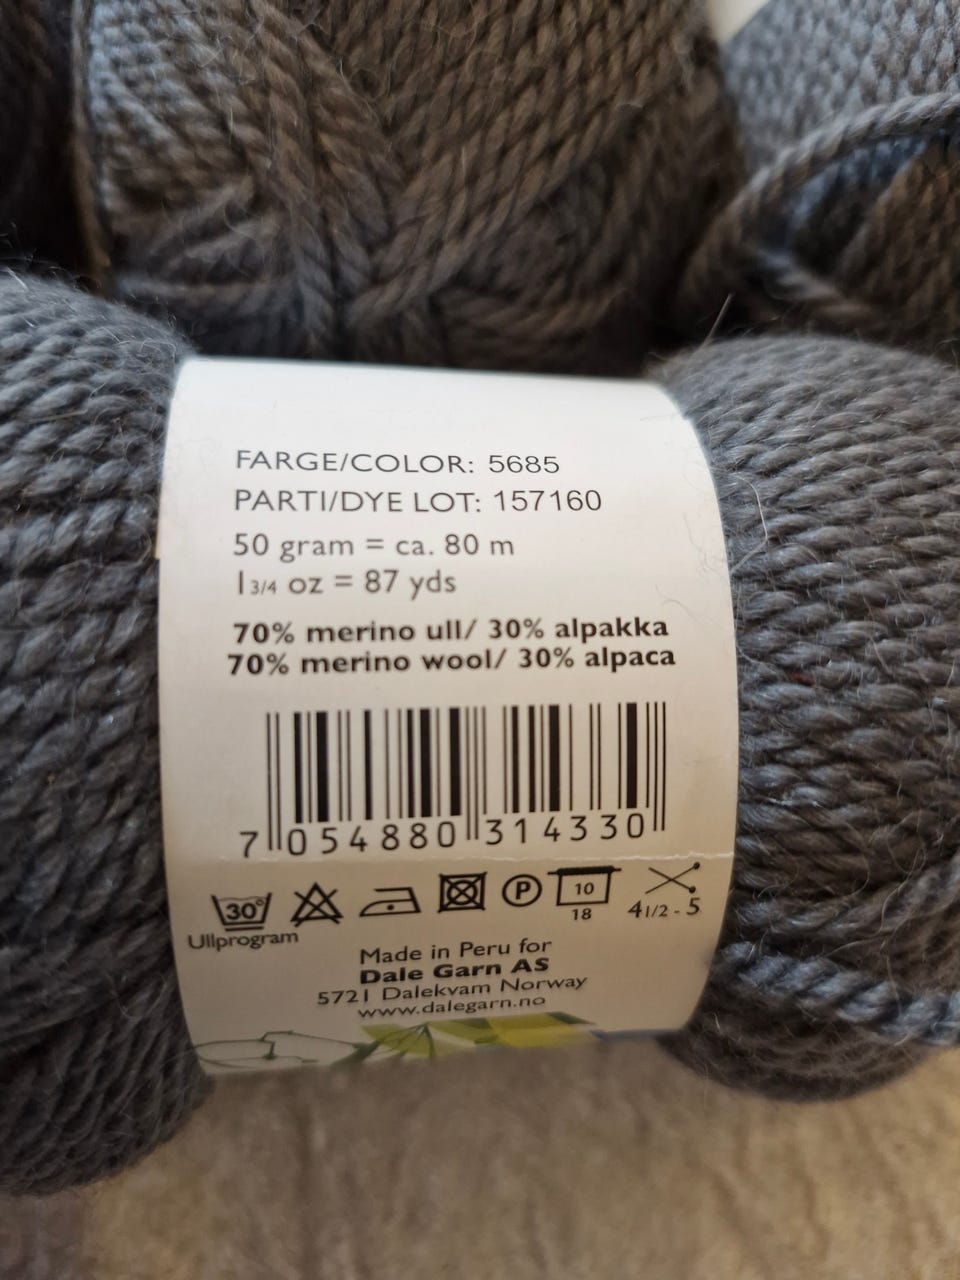 FARGE/COLOR: 5685
PARTI/DYE LOT: 157160
50 gram = ca. 80 m
1 3/4 oz = 87 yds
70% merino ull/ 30% alpakka
70% merino wool/ 30% alpaca
7 054880 314330
30° P 10
18 4 1/2 - 5
Ullprogram
Made in Peru for
Dale Garn AS
5721 Dalekvam Norway
www.dalegarn.no